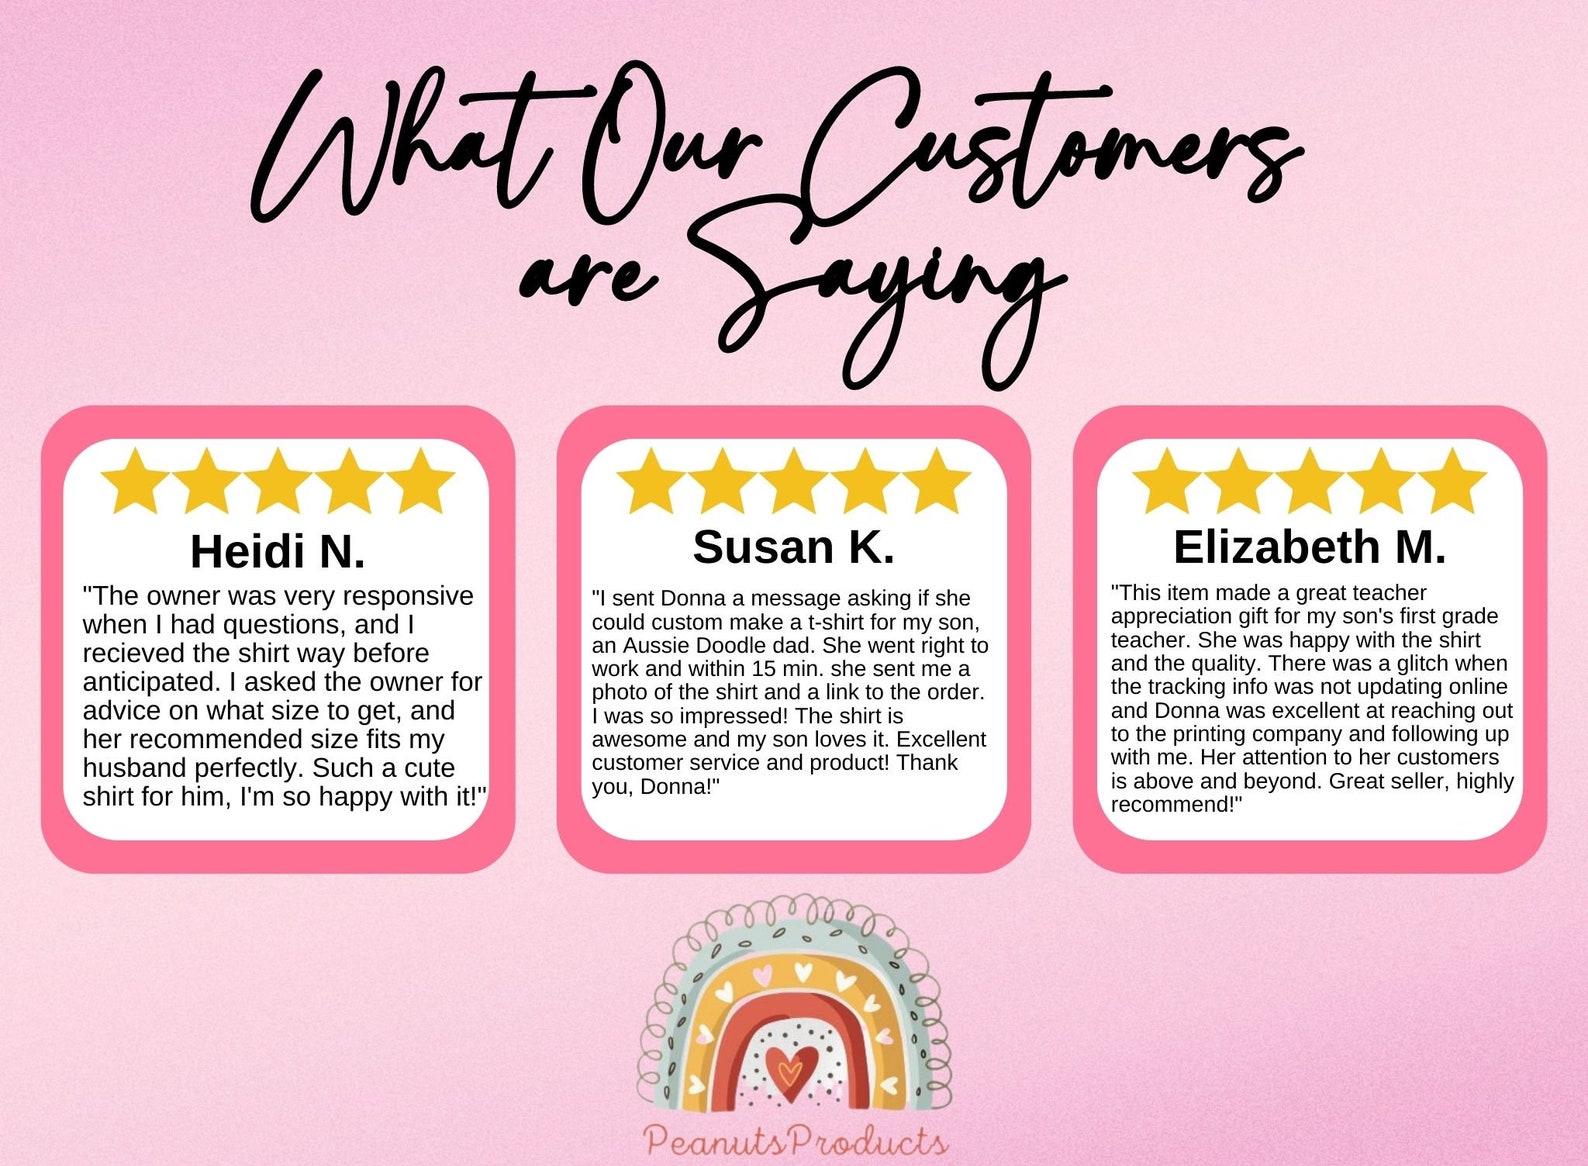 What Our Customers
are Saying
Heidi N.
"The owner was very responsive
when I had questions, and I
recieved the shirt way before
anticipated. I asked the owner for
advice on what size to get, and
her recommended size fits my
husband perfectly. Such a cute
shirt for him, I'm so happy with it!"
Susan K.
"I sent Donna a message asking if she
could custom make a t-shirt for my son,
an Aussie Doodle dad. She went right to
work and within 15 min. she sent me a
photo of the shirt and a link to the order.
I was so impressed! The shirt is
awesome and my son loves it. Excellent
customer service and product! Thank
you, Donna!"
Elizabeth M.
"This item made a great teacher
appreciation gift for my son's first grade
teacher. She was happy with the shirt
and the quality. There was a glitch when
the tracking info was not updating online
and Donna was excellent at reaching out
to the printing company and following up
with me. Her attention to her customers
is above and beyond. Great seller, highly
recommend!"
PeanutsProducts